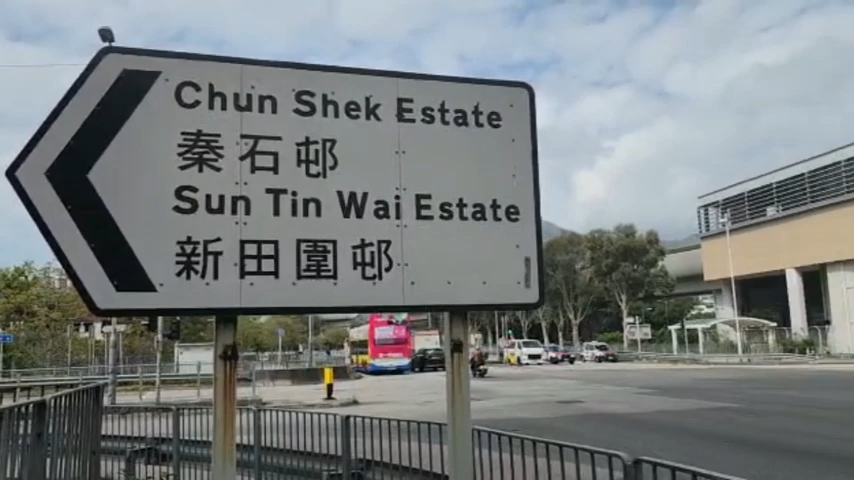 Chun Shek Estate
秦石邨
Sun Tin Wai Estate
新田圍邨